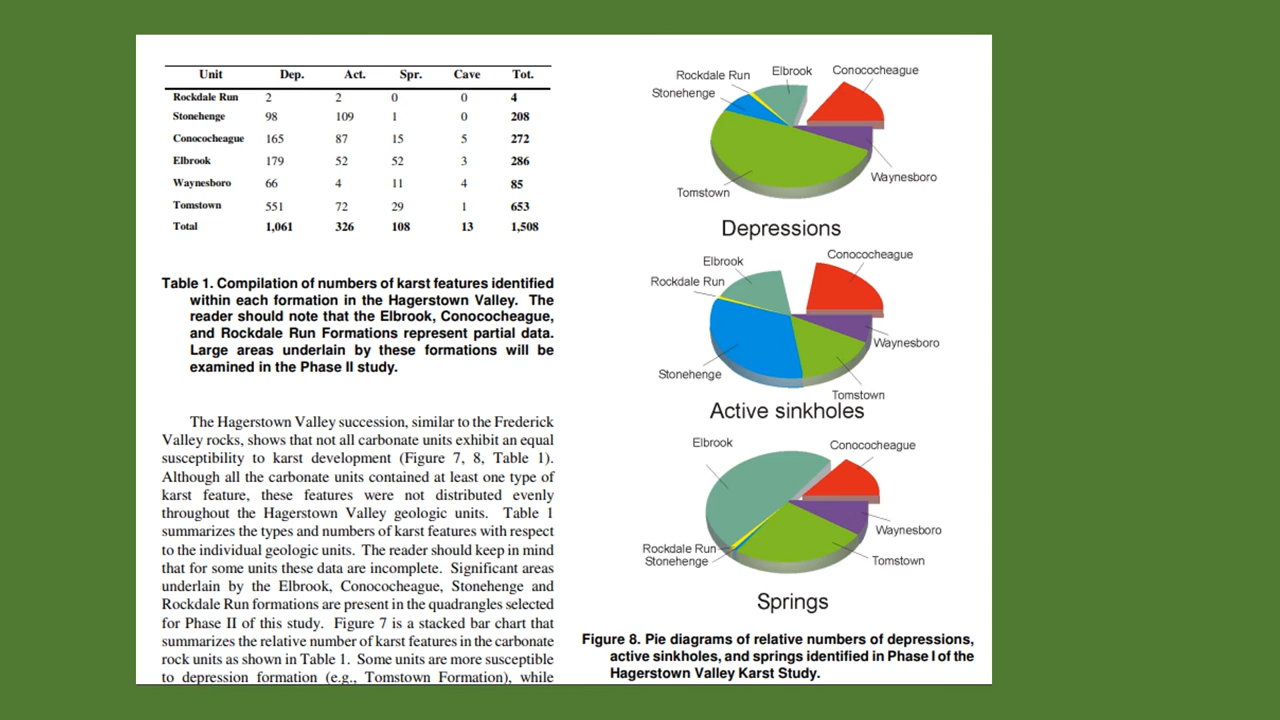 Unit Dep. Act. Spr. Cave Tot.
Rockdale Run 2 2 0 0 4
Stonehenge 98 109 1 0 208
Conococheague 165 87 15 5 272
Elbrook 179 52 52 3 286
Waynesboro 66 4 11 4 85
Tomstown 551 72 29 1 653
Total 1,061 326 108 13 1,508
Table 1. Compilation of numbers of karst features identified
within each formation in the Hagerstown Valley. The
reader should note that the Elbrook, Conococheague,
and Rockdale Run Formations represent partial data.
Large areas underlain by these formations will be
examined in the Phase II study.
The Hagerstown Valley succession, similar to the Frederick
Valley rocks, shows that not all carbonate units exhibit an equal
susceptibility to karst development (Figure 7, 8, Table 1).
Although all the carbonate units contained at least one type of
karst feature, these features were not distributed evenly
throughout the Hagerstown Valley geologic units. Table 1
summarizes the types and numbers of karst features with respect
to the individual geologic units. The reader should keep in mind
that for some units these data are incomplete. Significant areas
underlain by the Elbrook, Conococheague, Stonehenge and
Rockdale Run formations are present in the quadrangles selected
for Phase II of this study. Figure 7 is a stacked bar chart that
summarizes the relative number of karst features in the carbonate
rock units as shown in Table 1. Some units are more susceptible
to depression formation (e.g., Tomstown Formation), while
Elbrook
Conococheague
Rockdale Run
Stonehenge
Waynesboro
Tomstown
Depressions
Conococheague
Elbrook
Rockdale Run
Waynesboro
Stonehenge
Tomstown
Active sinkholes
Elbrook
Conococheague
Waynesboro
Rockdale Run
Stonehenge
Tomstown
Springs
Figure 8. Pie diagrams of relative numbers of depressions,
active sinkholes, and springs identified in Phase I of the
Hagerstown Valley Karst Study.